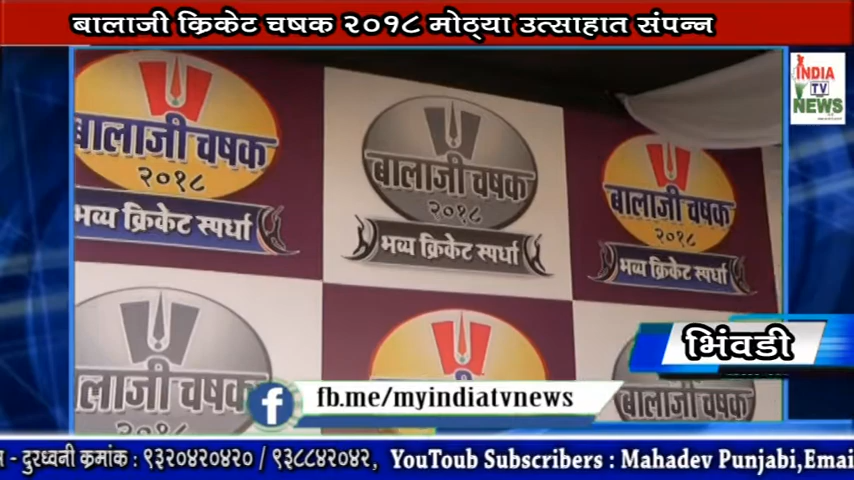 बालाजी क्रिकेट चषक २०१८ मोठ्या उत्साहात संपन्न
INDIA
TV
NEWS
बालाजी चषक
२०१८
भव्य क्रिकेट स्पर्धा
बालाजी चषक
२०१८
भव्य क्रिकेट स्पर्धा
बालाजी चषक
२०१८
भव्य क्रिकेट स्पर्धा
भिंवडी
बालाजी चषक
२०१८
बालाजी चषक
fb.me/myindiatvnews
- दुरध्वनी क्रमांक : ९३२०४२०४२० / ९३८८४२०४२, YouToub Subscribers : Mahadev Punjabi,Emai